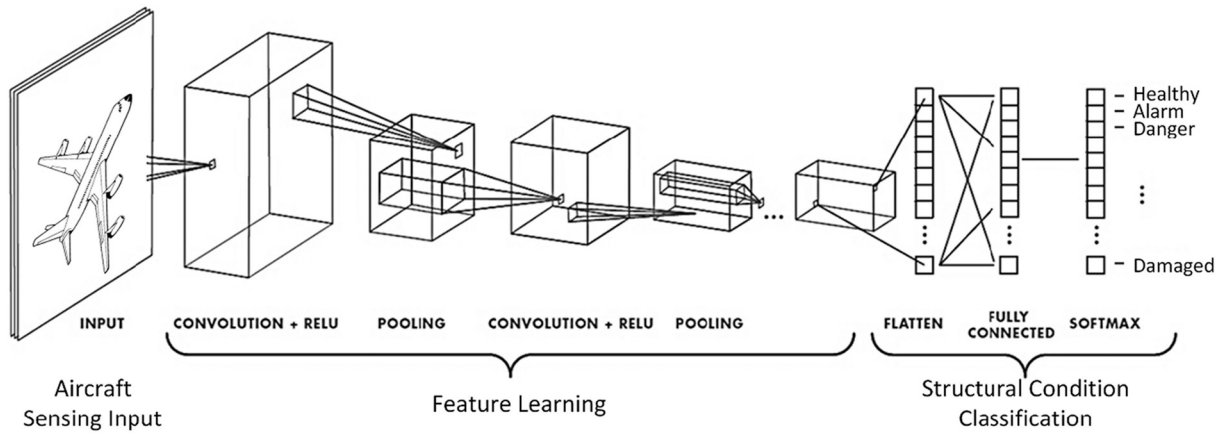 Healthy
Alarm
Danger
...
...
...
...
Damaged
INPUT
CONVOLUTION + RELU
POOLING
CONVOLUTION + RELU
POOLING
FLATTEN
FULLY
CONNECTED
SOFTMAX
Aircraft
Sensing Input
Feature Learning
Structural Condition
Classification